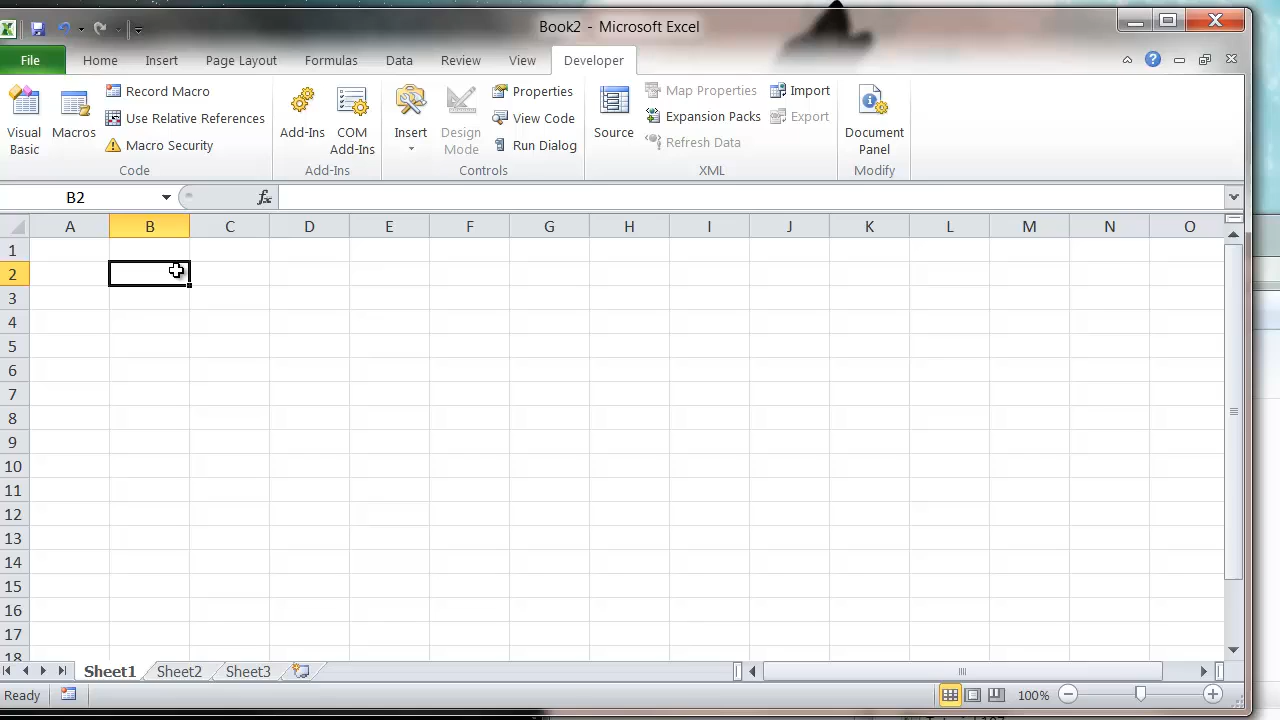 Book2 - Microsoft Excel
File Home Insert Page Layout Formulas Data Review View Developer
Visual Basic
Macros
Record Macro
Use Relative References
Macro Security
Code
Add-Ins
COM Add-Ins
Add-Ins
Insert
Design Mode
Properties
View Code
Run Dialog
Controls
Source
Map Properties
Expansion Packs
Refresh Data
Import
Export
XML
Document Panel
Modify
B2 fx
A B C D E F G H I J K L M N O
1
2
3
4
5
6
7
8
9
10
11
12
13
14
15
16
17
18
Sheet1 Sheet2 Sheet3
Ready 100%